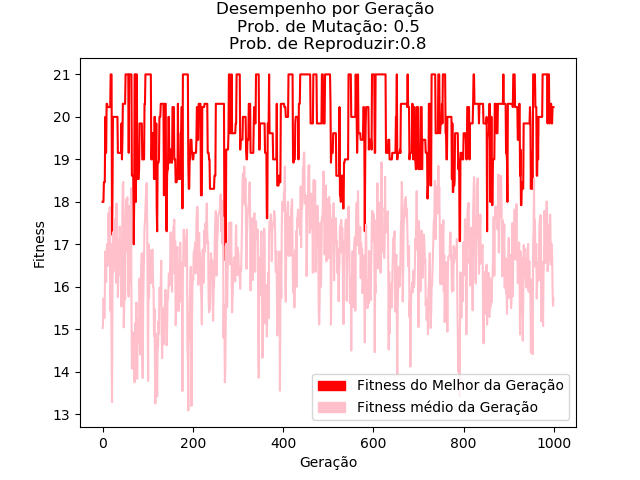 Desempenho por Geração
Prob. de Mutação: 0.5
Prob. de Reproduzir:0.8
21
20
19
18
17
16
15
14
13
Fitness
Fitness do Melhor da Geração
Fitness médio da Geração
0
200
400
600
800
1000
Geração